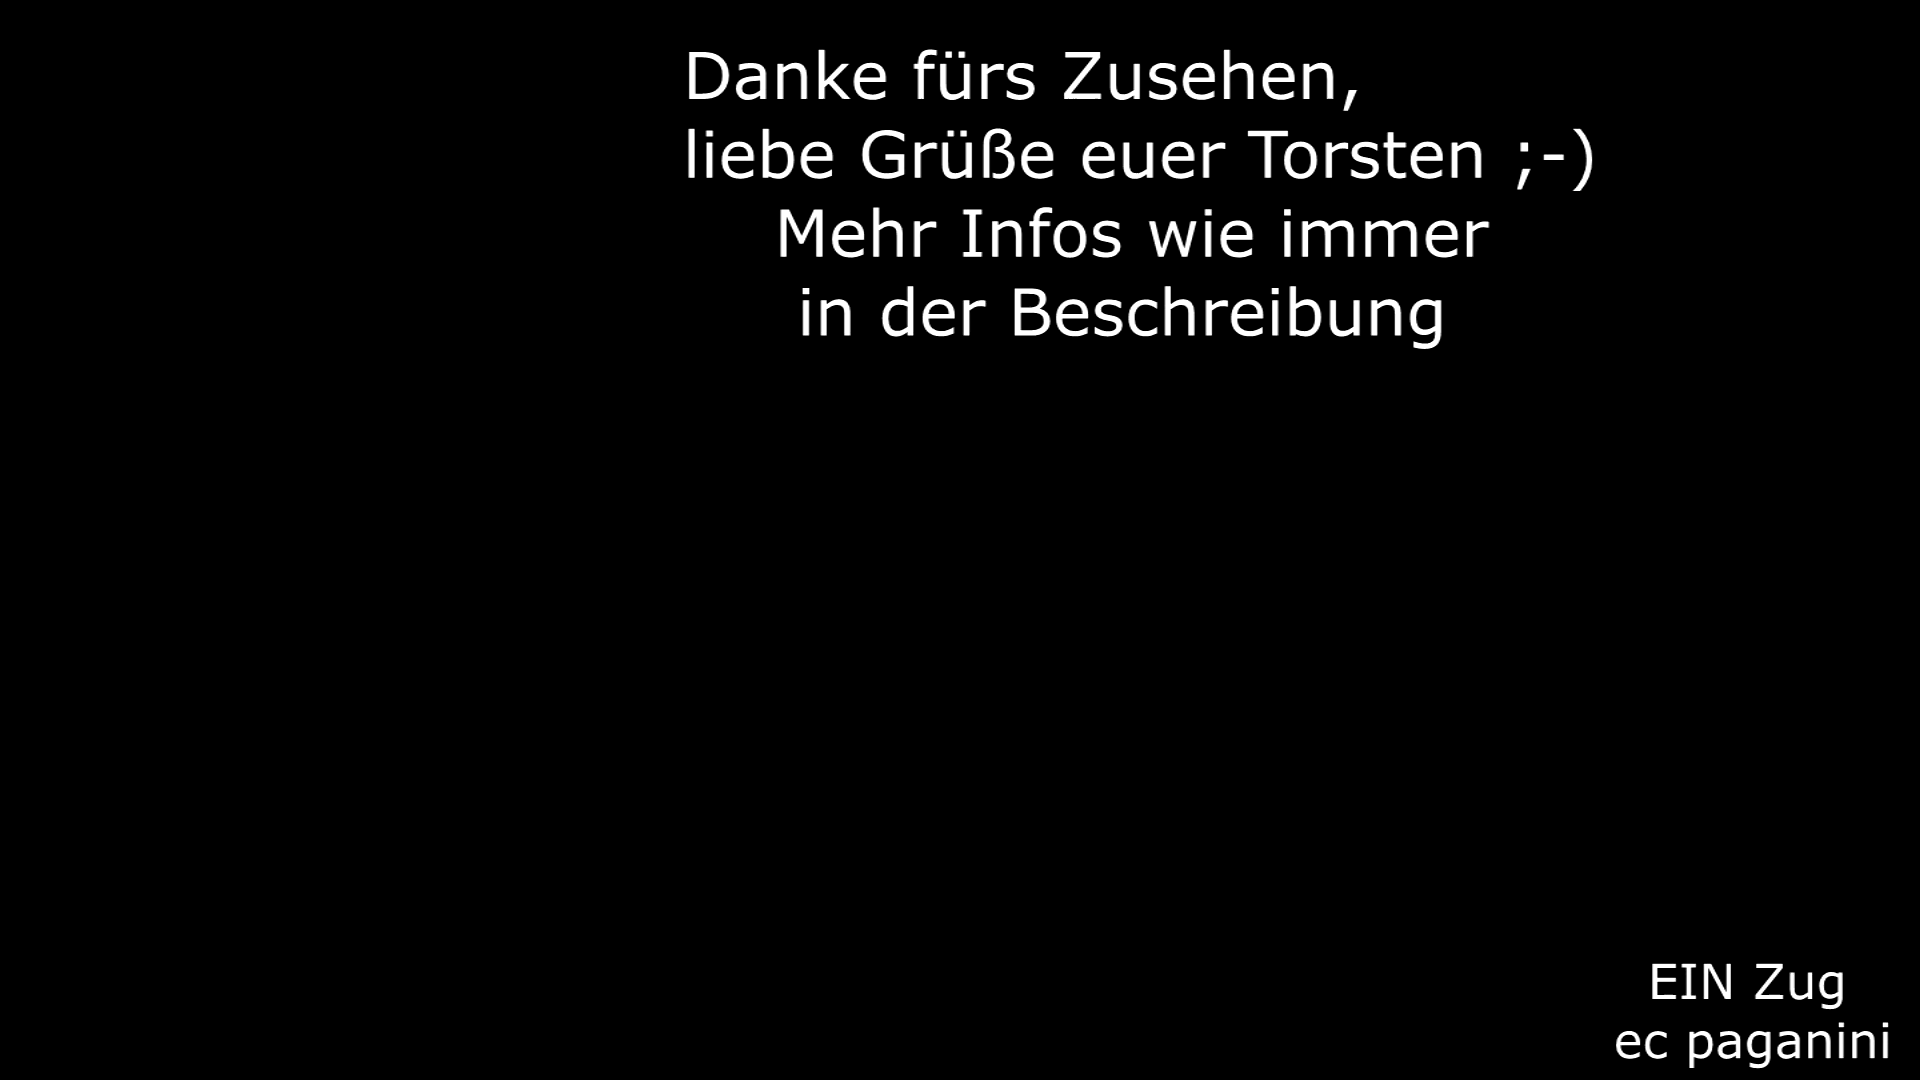 Danke fürs Zusehen,
liebe Grüße euer Torsten ;-)
Mehr Infos wie immer
in der Beschreibung
EIN Zug
ec paganini